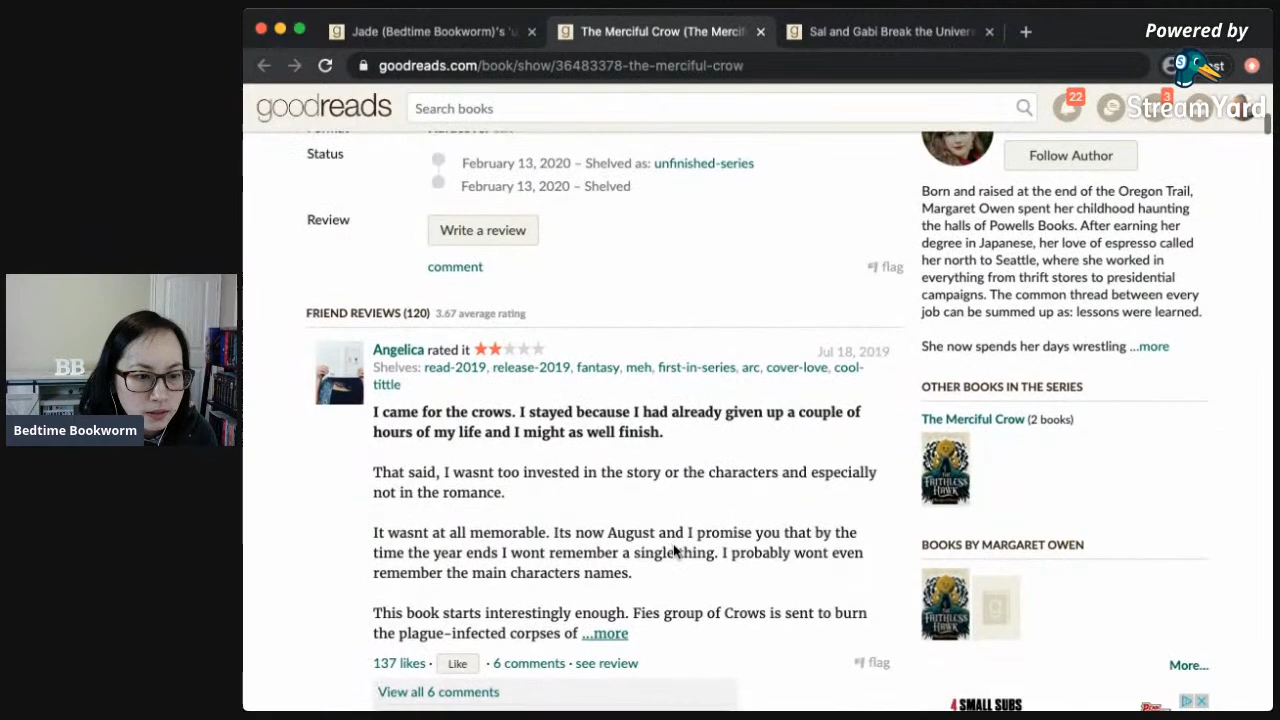 Jade (Bedtime Bookworm)'s 'u
The Merciful Crow (The Mercif
Sal and Gabi Break the Univer
Powered by
goodreads.com/book/show/36483378-the-merciful-crow
StreamYard
goodreads
Search books
22
3
Status
February 13, 2020 – Shelved as: unfinished-series
February 13, 2020 – Shelved
Review
Write a review
comment
flag
FRIEND REVIEWS (120) 3.67 average rating
Angelica rated it
Jul 18, 2019
Shelves: read-2019, release-2019, fantasy, meh, first-in-series, arc, cover-love, cool-
tittle
I came for the crows. I stayed because I had already given up a couple of
hours of my life and I might as well finish.
That said, I wasnt too invested in the story or the characters and especially
not in the romance.
It wasnt at all memorable. Its now August and I promise you that by the
time the year ends I wont remember a single thing. I probably wont even
remember the main characters names.
This book starts interestingly enough. Fies group of Crows is sent to burn
the plague-infected corpses of ...more
137 likes · Like · 6 comments · see review
flag
View all 6 comments
Follow Author
Born and raised at the end of the Oregon Trail,
Margaret Owen spent her childhood haunting
the halls of Powells Books. After earning her
degree in Japanese, her love of espresso called
her north to Seattle, where she worked in
everything from thrift stores to presidential
campaigns. The common thread between every
job can be summed up as: lessons were learned.
She now spends her days wrestling ...more
OTHER BOOKS IN THE SERIES
The Merciful Crow (2 books)
THE FAITHLESS HAWK
BOOKS BY MARGARET OWEN
THE FAITHLESS HAWK
More...
4 SMALL SUBS
BB
Bedtime Bookworm